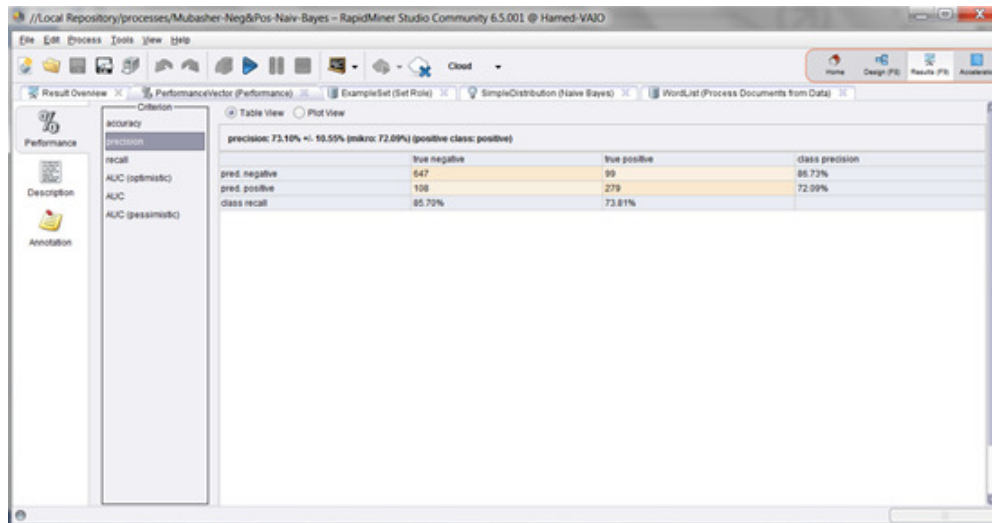 //Local Repository/processes/Mubasher-Neg&Pos-Naiv-Bayes – RapidMiner Studio Community 6.5.001 @ Hamed-VAIO
File Edit Process Tools View Help
Cloud
Home Design (F8) Results (F9) Accelerator
Result Overview PerformanceVector (Performance) ExampleSet (Set Role) SimpleDistribution (Naive Bayes) WordList (Process Documents from Data)
Performance
Description
Annotation
Criterion
accuracy
precision
recall
AUC (optimistic)
AUC
AUC (pessimistic)
Table View Plot View
precision: 73.10% +/- 10.55% (mikro: 72.09%) (positive class: positive)
true negative true positive class precision
pred. negative 647 99 86.73%
pred. positive 108 279 72.09%
class recall 85.70% 73.81%